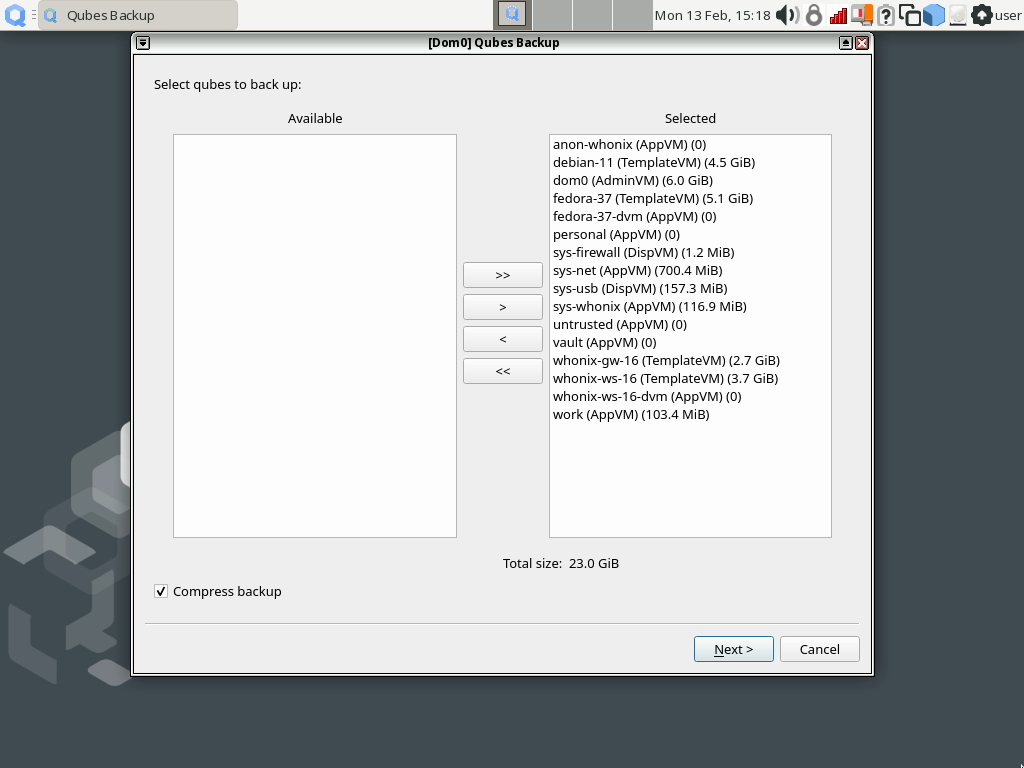 Qubes Backup
Mon 13 Feb, 15:18
user
[Dom0] Qubes Backup
Select qubes to back up:
Available
Selected
anon-whonix (AppVM) (0)
debian-11 (TemplateVM) (4.5 GiB)
dom0 (AdminVM) (6.0 GiB)
fedora-37 (TemplateVM) (5.1 GiB)
fedora-37-dvm (AppVM) (0)
personal (AppVM) (0)
sys-firewall (DispVM) (1.2 MiB)
sys-net (AppVM) (700.4 MiB)
sys-usb (DispVM) (157.3 MiB)
sys-whonix (AppVM) (116.9 MiB)
untrusted (AppVM) (0)
vault (AppVM) (0)
whonix-gw-16 (TemplateVM) (2.7 GiB)
whonix-ws-16 (TemplateVM) (3.7 GiB)
whonix-ws-16-dvm (AppVM) (0)
work (AppVM) (103.4 MiB)
>>
>
<
<<
Total size: 23.0 GiB
Compress backup
Next >
Cancel